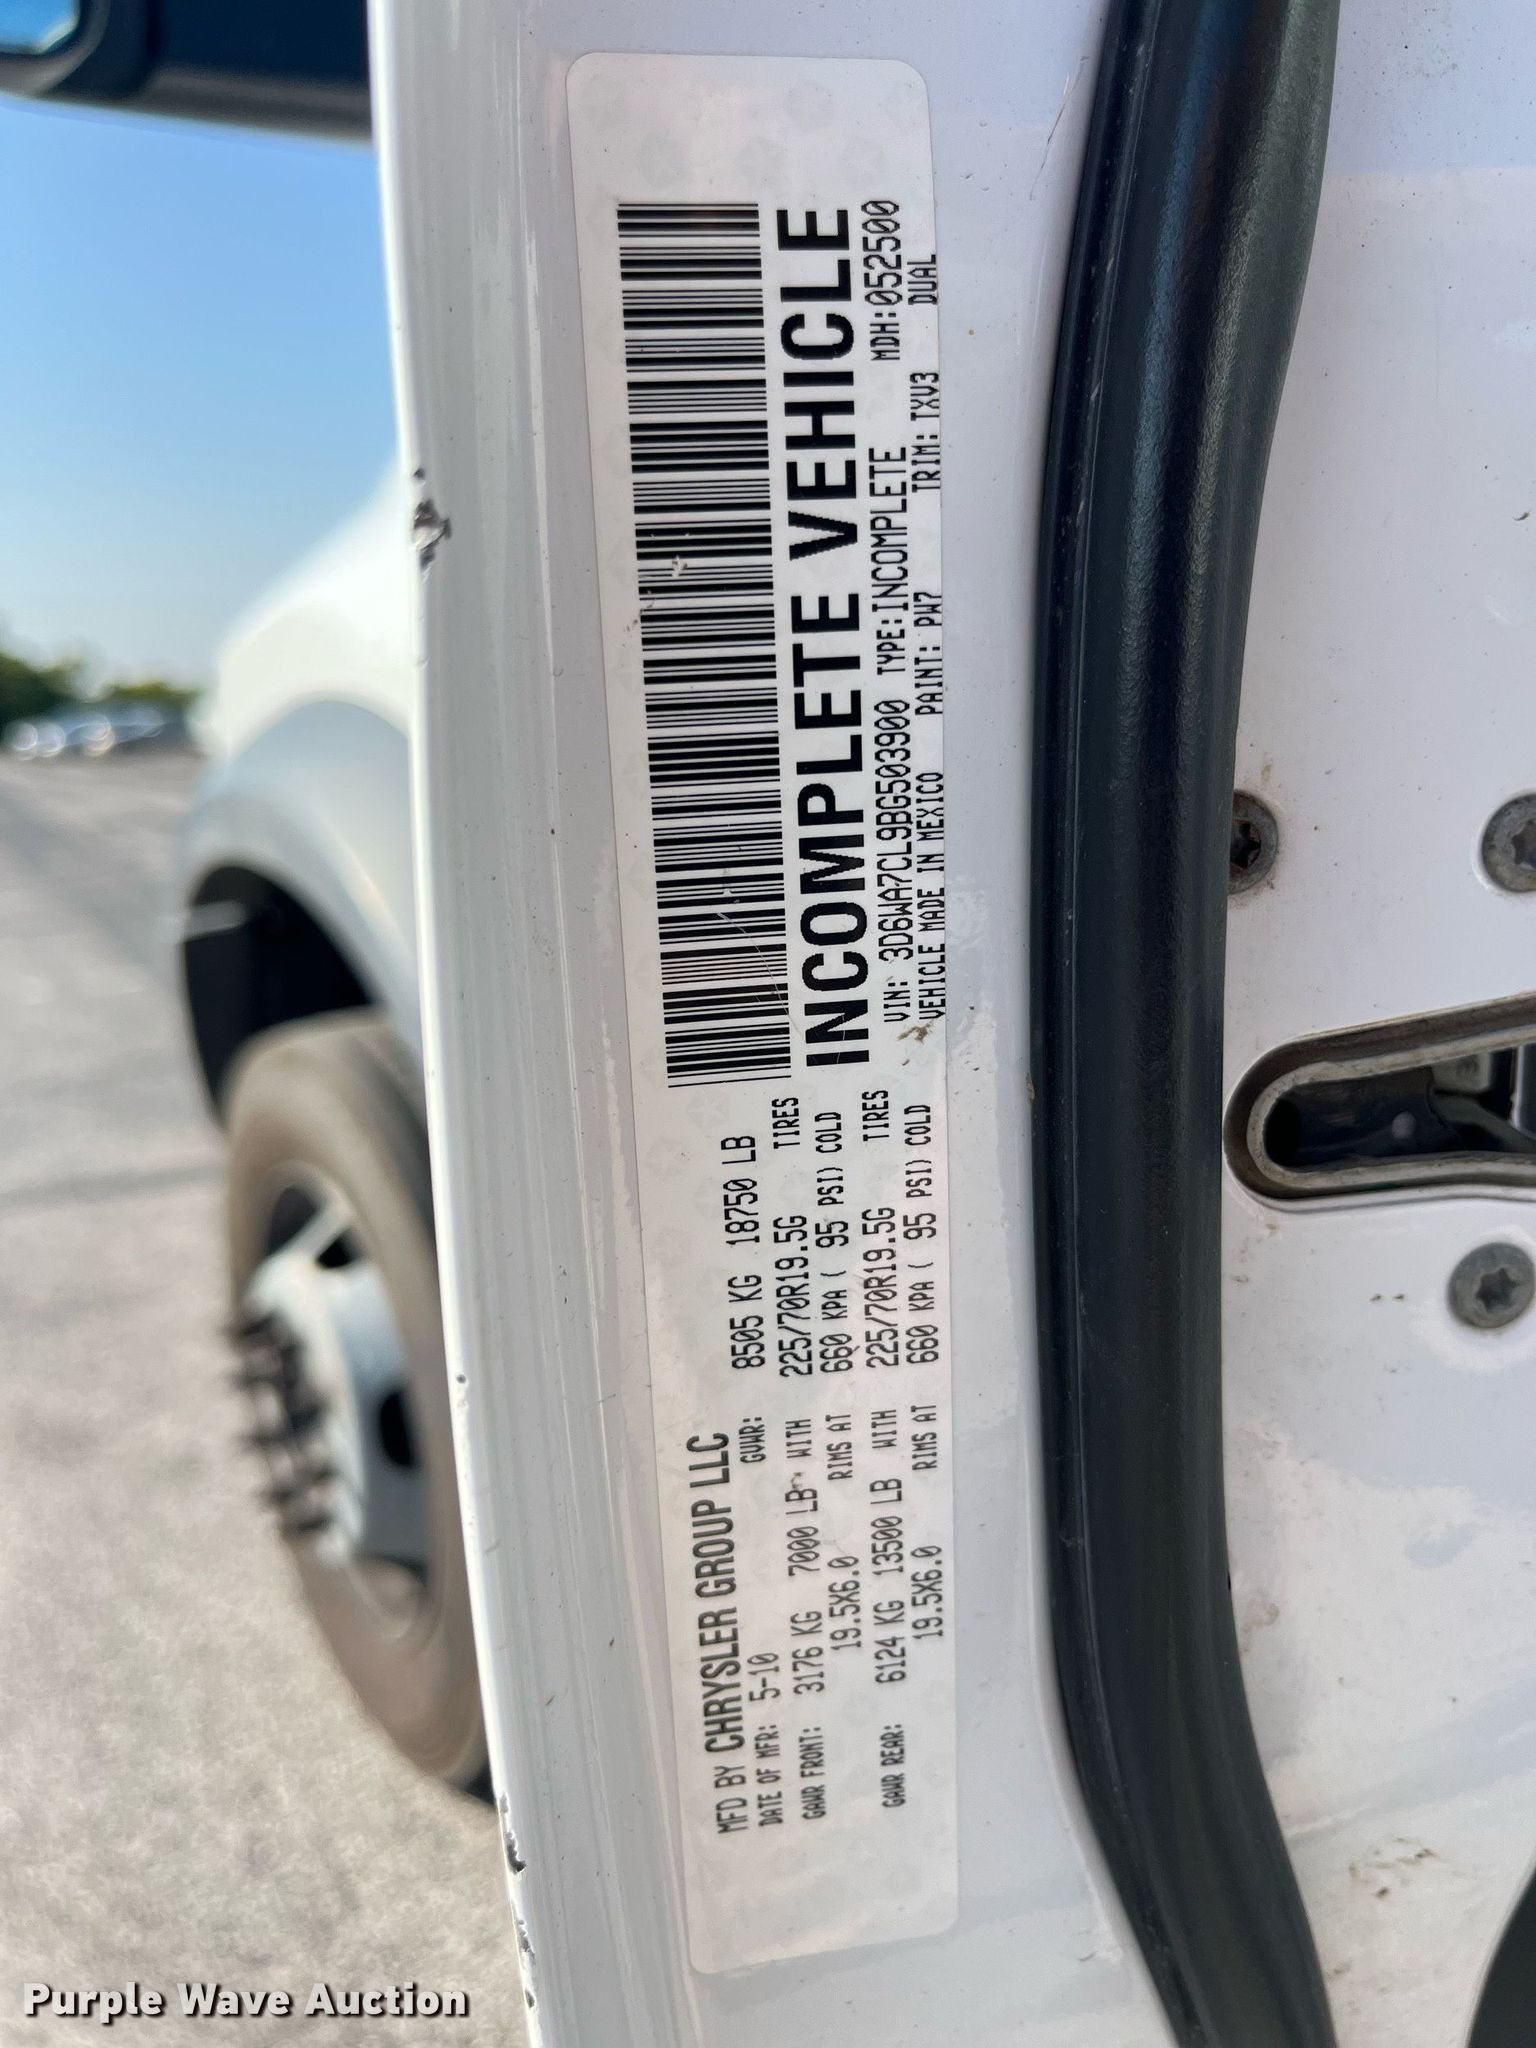 MFD BY CHRYSLER GROUP LLC
DATE OF MFR: 5-10 GVWR: 8505 KG 18750 LB
GAWR FRONT: 3176 KG 7000 LB WITH 225/70R19.5G TIRES
19.5X6.0 RIMS AT 660 KPA ( 95 PSI) COLD
GAWR REAR: 6124 KG 13500 LB WITH 225/70R19.5G TIRES
19.5X6.0 RIMS AT 660 KPA ( 95 PSI) COLD
INCOMPLETE VEHICLE
VIN: 3D6WA7CL9BG503900 TYPE:INCOMPLETE MDH:052500
VEHICLE MADE IN MEXICO PAINT: PW7 TRIM: TXV3 DUAL
Purple Wave Auction